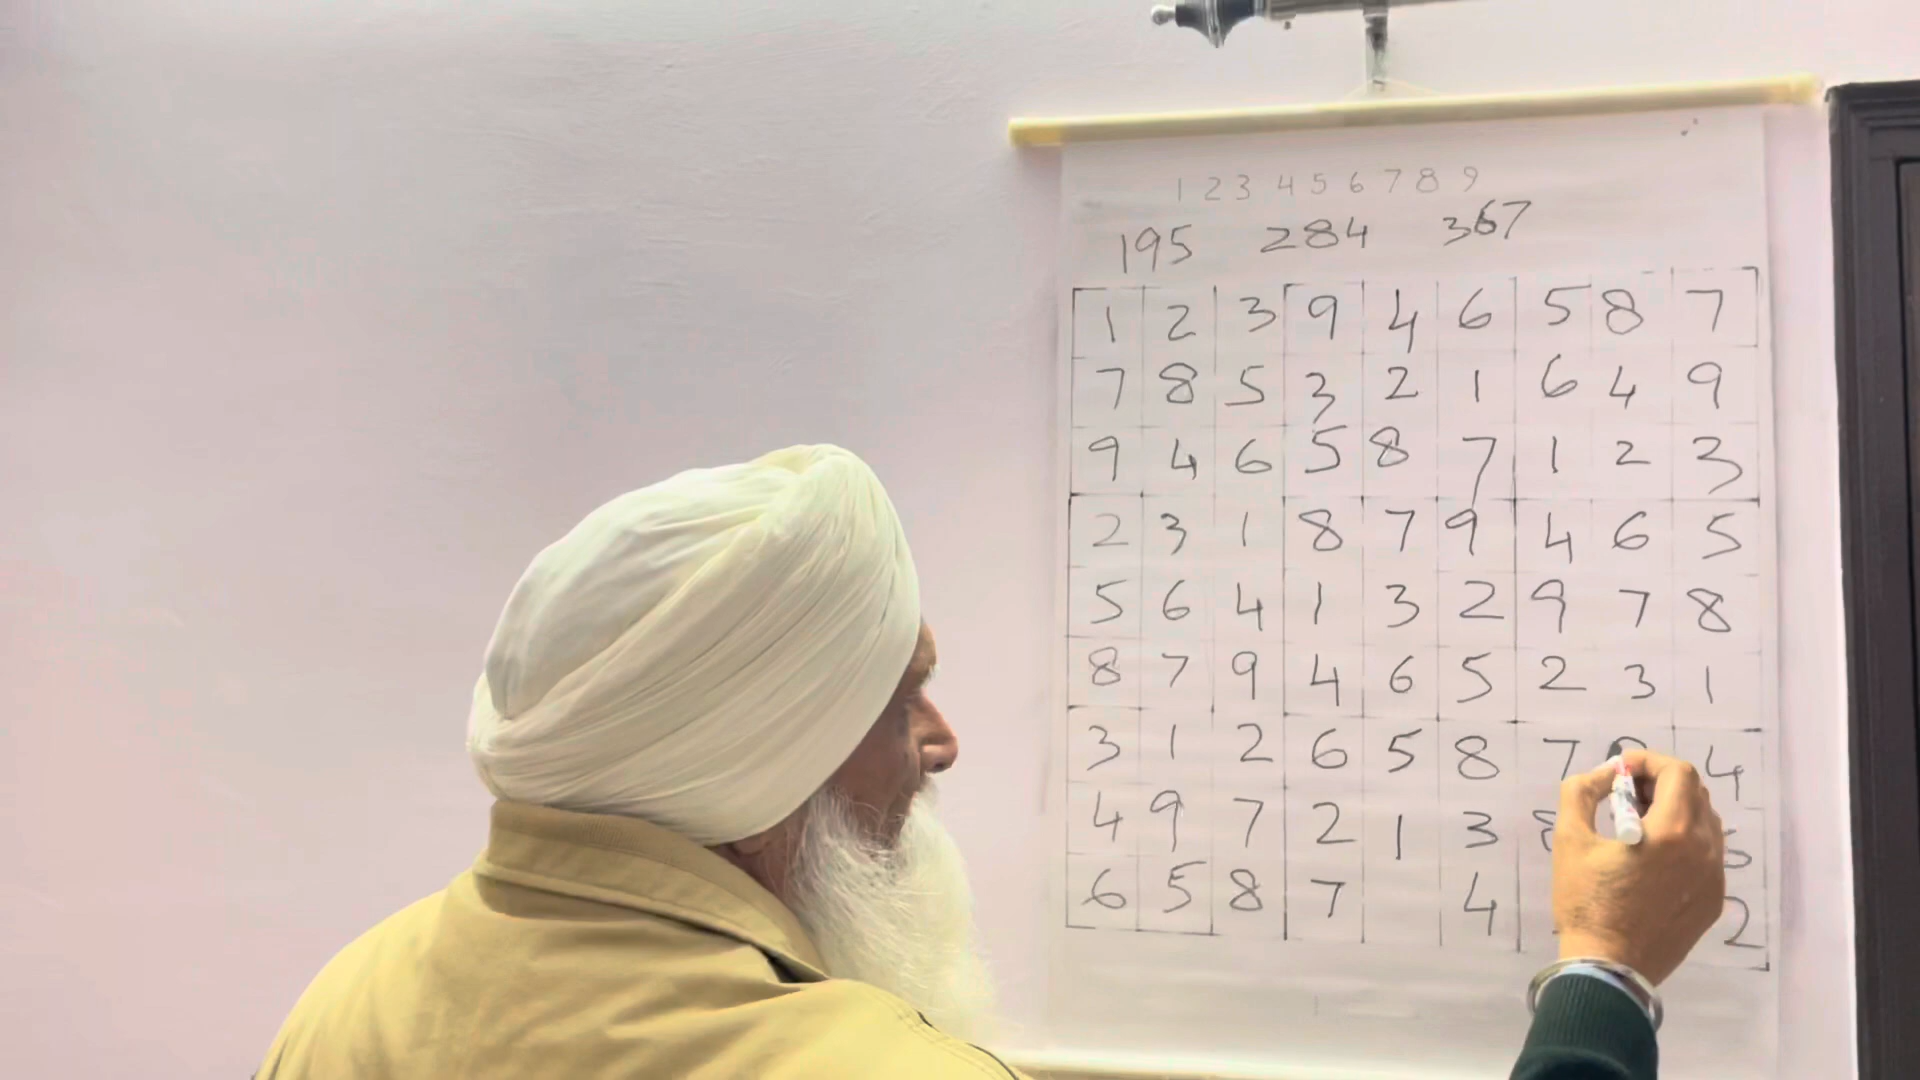 1 2 3 4 5 6 7 8 9
195 284 367
1 2 3 9 4 6 5 8 7
7 8 5 3 2 1 6 4 9
9 4 6 5 8 7 1 2 3
2 3 1 8 7 9 4 6 5
5 6 4 1 3 2 9 7 8
8 7 9 4 6 5 2 3 1
3 1 2 6 5 8 7 4
4 9 7 2 1 3 8
6 5 8 7 4 2